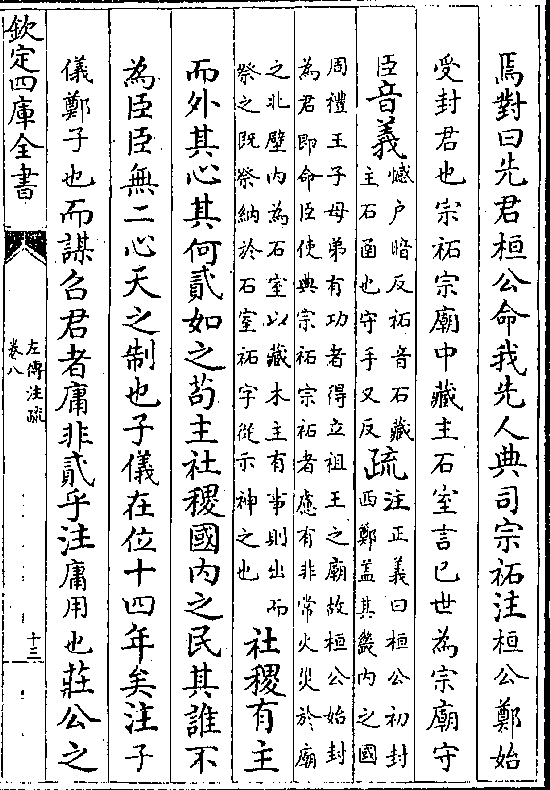 焉對曰先君桓公命我先人典司宗祏注桓公鄭始
受封君也宗祏宗廟中藏主石室言已世為宗廟守
臣音義
憾户暗反祏音石藏
主石函也守手又反
疏
注正義曰桓公初封
西鄭蓋其畿内之國
周禮王子母弟有功者得立祖王之廟故桓公始封
為君即命臣使典宗祏宗祏者慮有非常火災於廟
之北壁内為石室以藏木主有事則出而
祭之既祭納於石室祏字從示神之也
社稷有主
而外其心其何貳如之苟主社稷國内之民其誰不
為臣臣無二心天之制也子儀在位十四年矣注子
儀鄭子也而謀召君者庸非貳乎注庸用也莊公之
欽定四庫全書
左傳注疏
卷八
十三